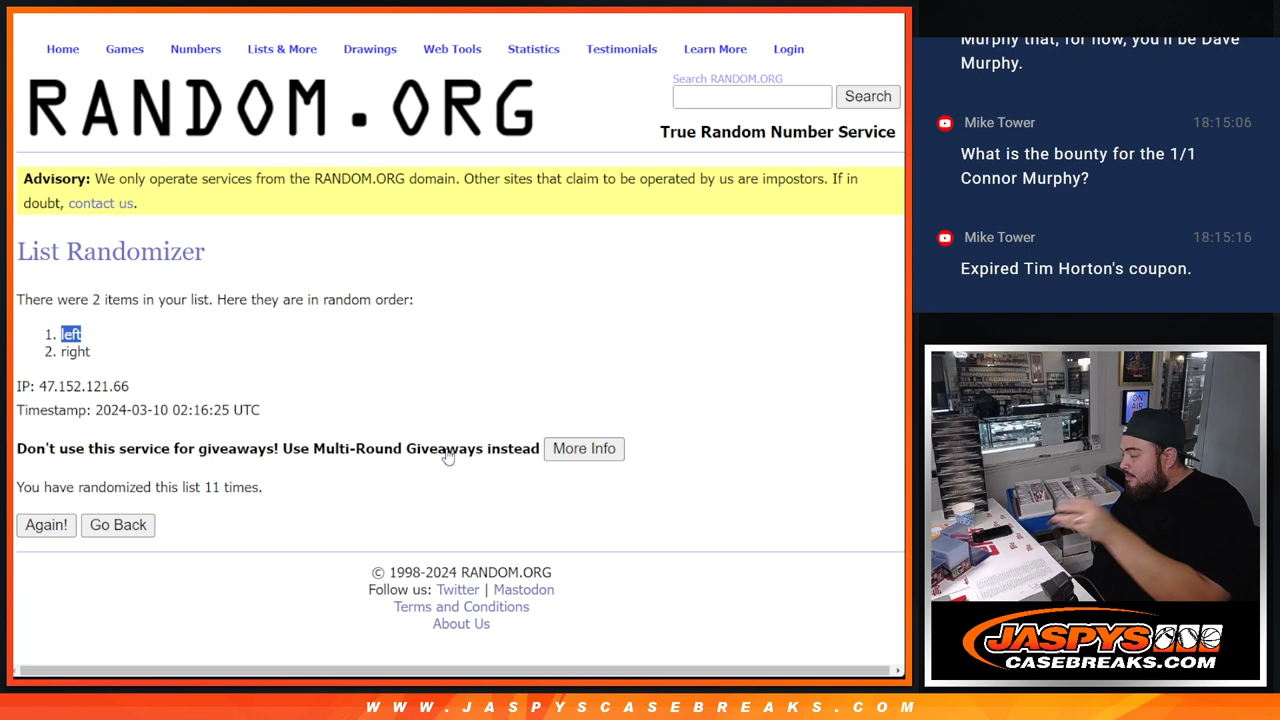 Home Games Numbers Lists & More Drawings Web Tools Statistics Testimonials Learn More Login
RANDOM.ORG
Search RANDOM.ORG
Search
True Random Number Service
Advisory: We only operate services from the RANDOM.ORG domain. Other sites that claim to be operated by us are impostors. If in
doubt, contact us.
List Randomizer
There were 2 items in your list. Here they are in random order:
1. left
2. right
IP: 47.152.121.66
Timestamp: 2024-03-10 02:16:25 UTC
Don't use this service for giveaways! Use Multi-Round Giveaways instead More Info
You have randomized this list 11 times.
Again! Go Back
© 1998-2024 RANDOM.ORG
Follow us: Twitter | Mastodon
Terms and Conditions
About Us
Murphy that, for now, you'll be Dave
Murphy.
Mike Tower 18:15:06
What is the bounty for the 1/1
Connor Murphy?
Mike Tower 18:15:16
Expired Tim Horton's coupon.
ON
AIR
JASPYS
CASEBREAKS.COM
WWW.JASPYSCASEBREAKS.COM